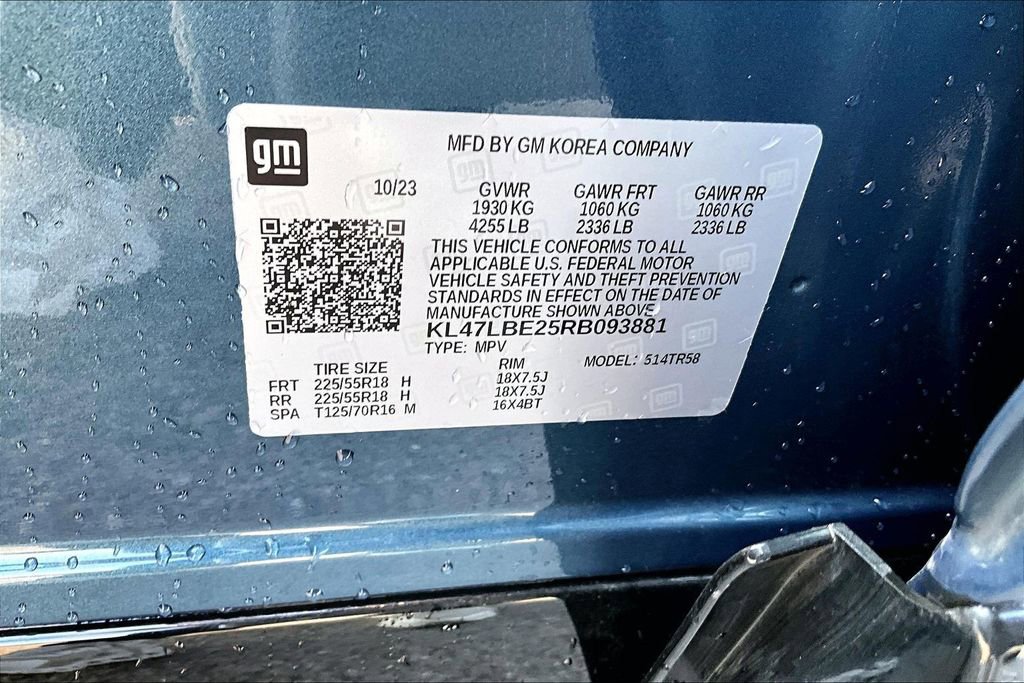 gm
MFD BY GM KOREA COMPANY
10/23 GVWR GAWR FRT GAWR RR
1930 KG 1060 KG 1060 KG
4255 LB 2336 LB 2336 LB
THIS VEHICLE CONFORMS TO ALL
APPLICABLE U.S. FEDERAL MOTOR
VEHICLE SAFETY AND THEFT PREVENTION
STANDARDS IN EFFECT ON THE DATE OF
MANUFACTURE SHOWN ABOVE
KL47LBE25RB093881
TYPE: MPV MODEL: 514TR58
TIRE SIZE RIM
FRT 225/55R18 H 18X7.5J
RR 225/55R18 H 18X7.5J
SPA T125/70R16 M 16X4BT